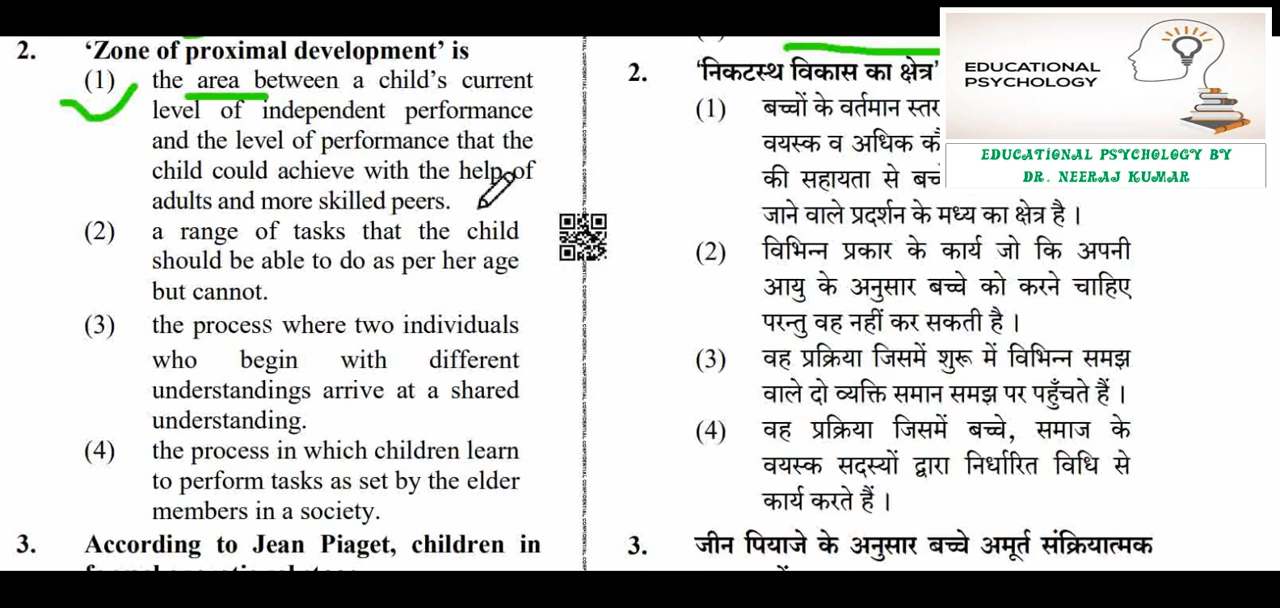 2. 'Zone of proximal development' is
(1) the area between a child's current
level of independent performance
and the level of performance that the
child could achieve with the help of
adults and more skilled peers.
(2) a range of tasks that the child
should be able to do as per her age
but cannot.
(3) the process where two individuals
who begin with different
understandings arrive at a shared
understanding.
(4) the process in which children learn
to perform tasks as set by the elder
members in a society.
3. According to Jean Piaget, children in
2. 'निकटस्थ विकास का क्षेत्र'
(1) बच्चों के वर्तमान स्तर
वयस्क व अधिक
की सहायता से
जाने वाले प्रदर्शन के मध्य का क्षेत्र है ।
(2) विभिन्न प्रकार के कार्य जो कि अपनी
आयु के अनुसार बच्चे को करने चाहिए
परन्तु वह नहीं कर सकती है ।
(3) वह प्रक्रिया जिसमें शुरू में विभिन्न समझ
वाले दो व्यक्ति समान समझ पर पहुँचते हैं ।
(4) वह प्रक्रिया जिसमें बच्चे, समाज के
वयस्क सदस्यों द्वारा निर्धारित विधि से
कार्य करते हैं ।
3. जीन पियाजे के अनुसार बच्चे अमूर्त संक्रियात्मक
EDUCATIONAL
PSYCHOLOGY
EDUCATIONAL PSYCHOLOGY BY
DR. NEERAJ KUMAR